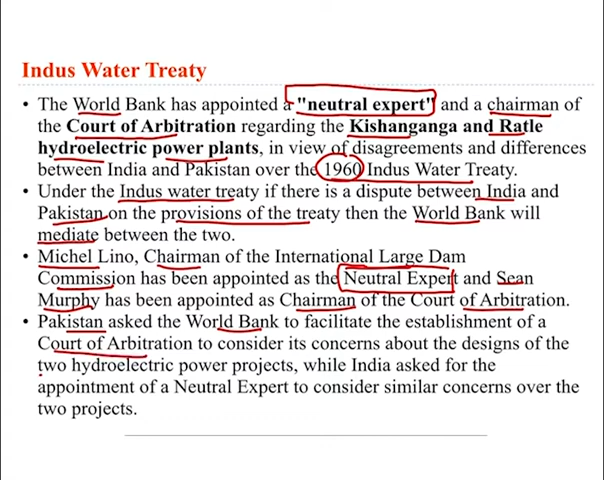 Indus Water Treaty
• The World Bank has appointed a "neutral expert" and a chairman of
the Court of Arbitration regarding the Kishanganga and Ratle
hydroelectric power plants, in view of disagreements and differences
between India and Pakistan over the 1960 Indus Water Treaty.
• Under the Indus water treaty if there is a dispute between India and
Pakistan on the provisions of the treaty then the World Bank will
mediate between the two.
• Michel Lino, Chairman of the International Large Dam
Commission has been appointed as the Neutral Expert and Sean
Murphy has been appointed as Chairman of the Court of Arbitration.
• Pakistan asked the World Bank to facilitate the establishment of a
Court of Arbitration to consider its concerns about the designs of the
two hydroelectric power projects, while India asked for the
appointment of a Neutral Expert to consider similar concerns over the
two projects.